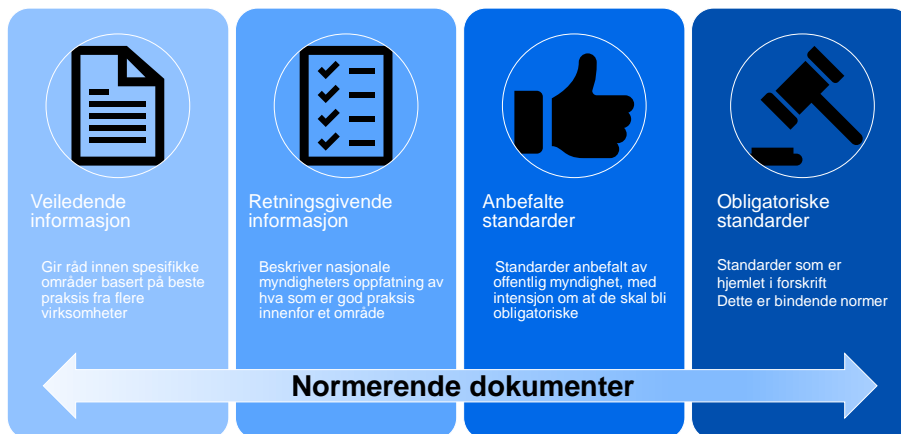 Veiledende
informasjon
Gir råd innen spesifikke
områder basert på beste
praksis fra flere
virksomheter
Retningsgivende
informasjon
Beskriver nasjonale
myndigheters oppfatning av
hva som er god praksis
innenfor et område
Anbefalte
standarder
Standarder anbefalt av
offentlig myndighet, med
intensjon om at de skal bli
obligatoriske
Obligatoriske
standarder
Standarder som er
hjemlet i forskrift
Dette er bindende normer
Normerende dokumenter